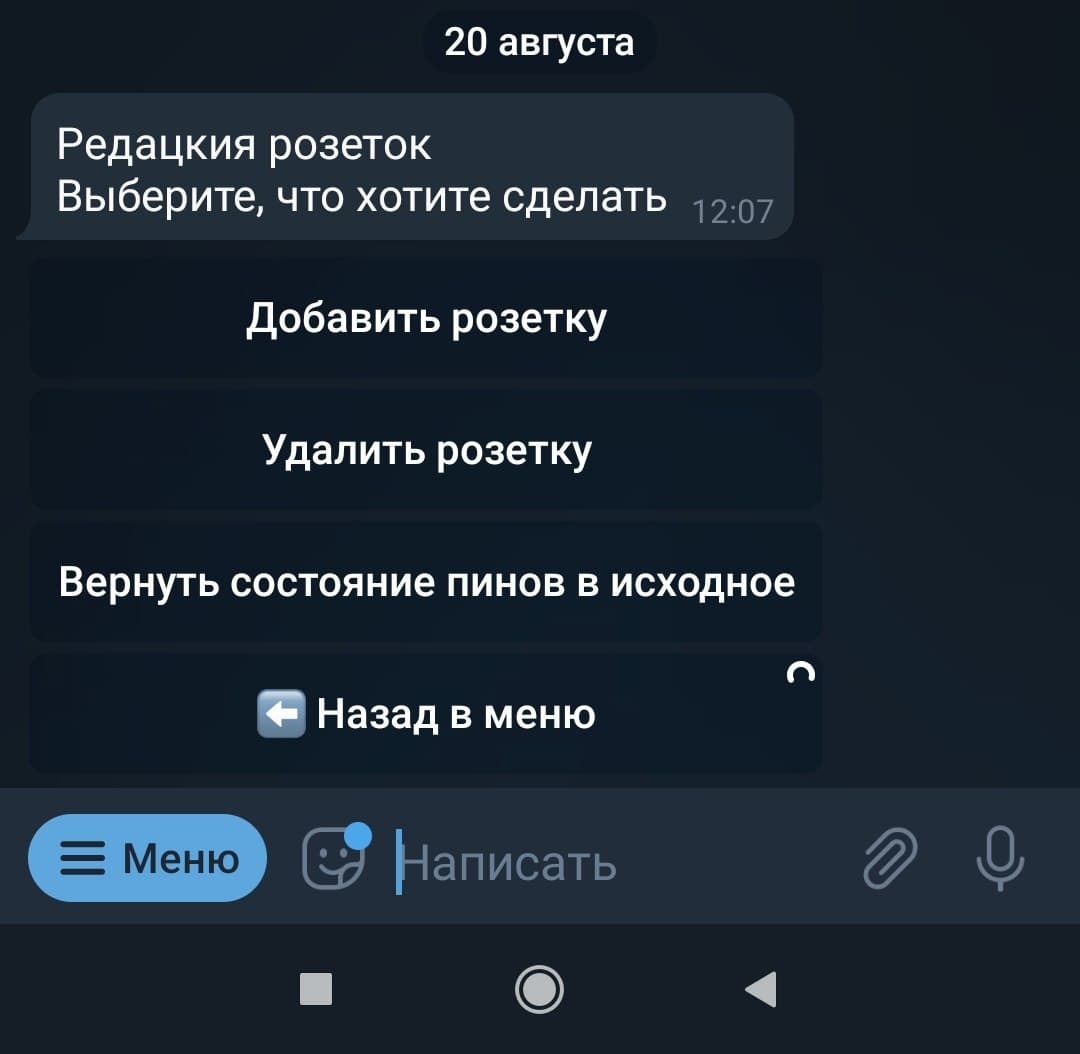 20 августа
Редацкия розеток
Выберите, что хотите сделать
12:07
Добавить розетку
Удалить розетку
Вернуть состояние пинов в исходное
⬅️ Назад в меню
Меню
Написать